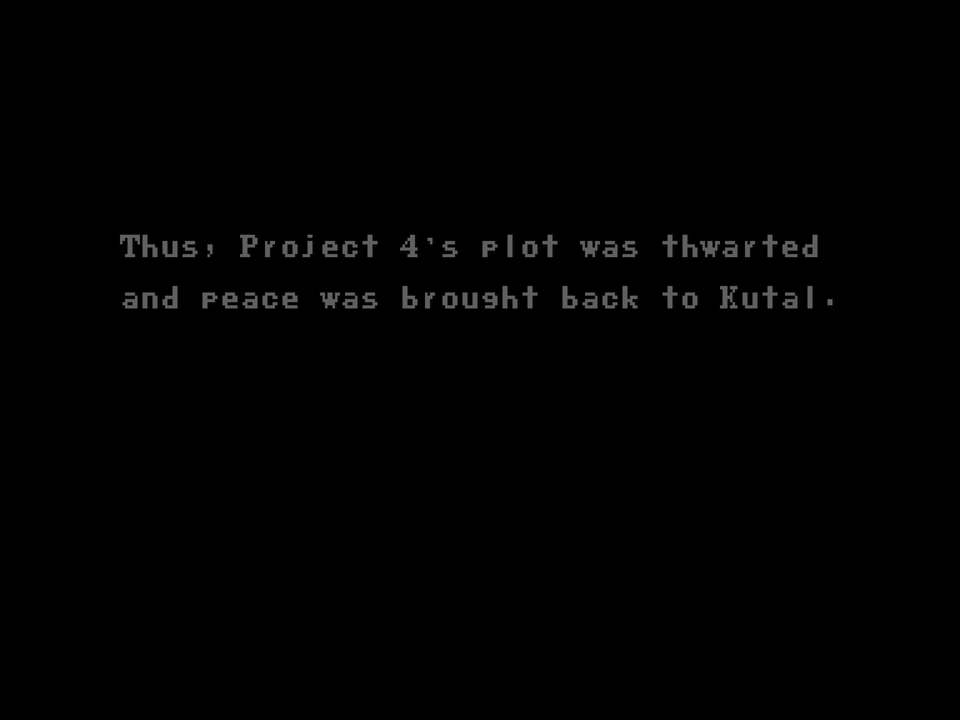 Thus, Project 4's plot was thwarted
and peace was brought back to Kutal.